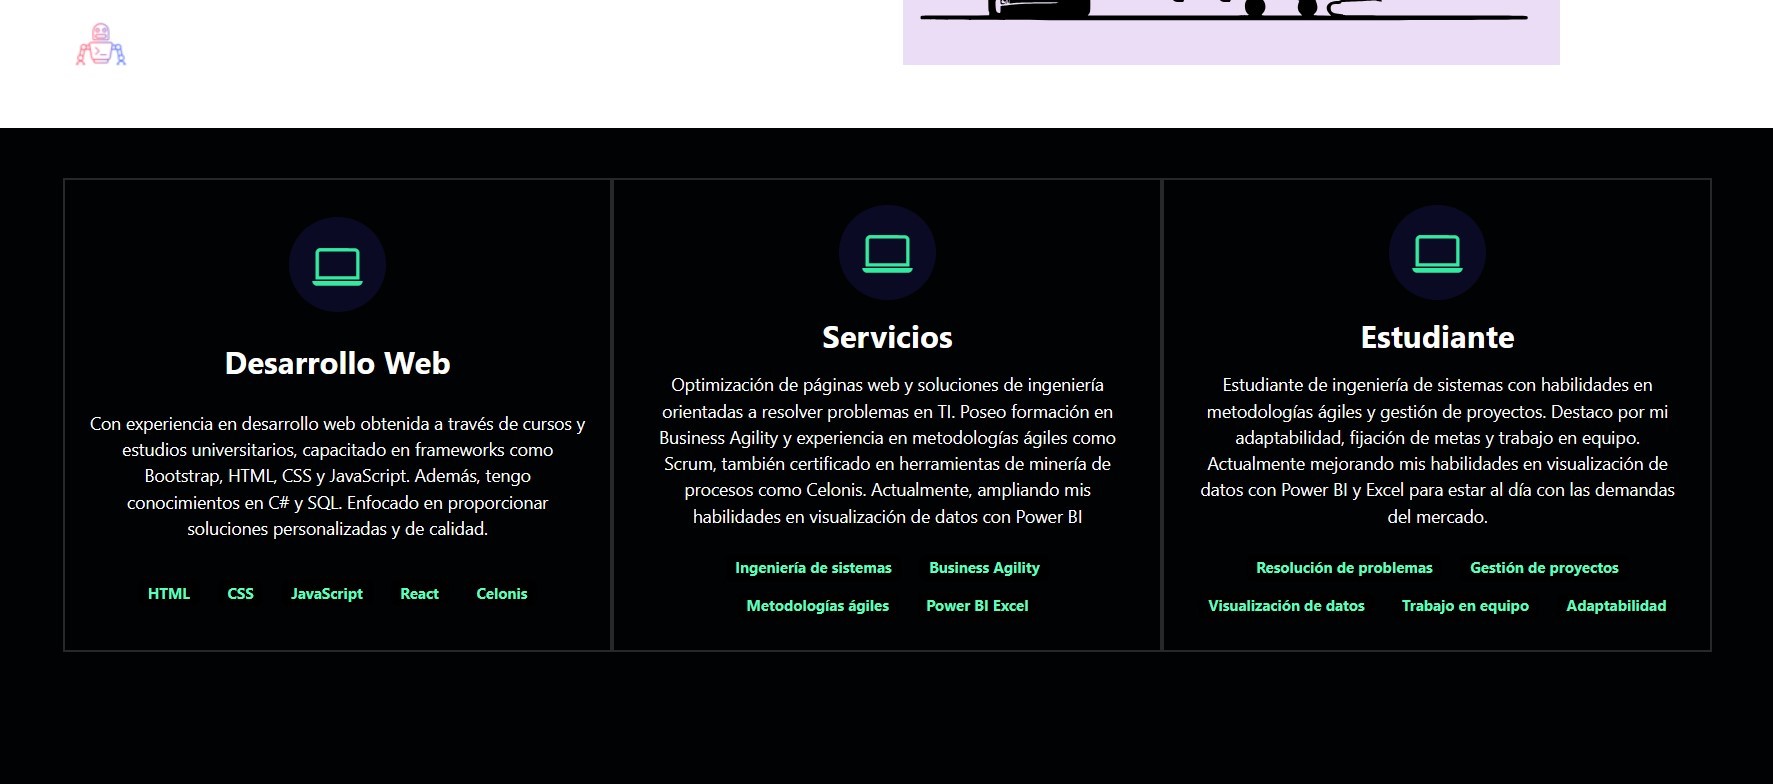 Desarrollo Web
Con experiencia en desarrollo web obtenida a través de cursos y
estudios universitarios, capacitado en frameworks como
Bootstrap, HTML, CSS y JavaScript. Además, tengo
conocimientos en C# y SQL. Enfocado en proporcionar
soluciones personalizadas y de calidad.
HTML CSS JavaScript React Celonis
Servicios
Optimización de páginas web y soluciones de ingeniería
orientadas a resolver problemas en TI. Poseo formación en
Business Agility y experiencia en metodologías ágiles como
Scrum, también certificado en herramientas de minería de
procesos como Celonis. Actualmente, ampliando mis
habilidades en visualización de datos con Power BI
Ingeniería de sistemas Business Agility
Metodologías ágiles Power BI Excel
Estudiante
Estudiante de ingeniería de sistemas con habilidades en
metodologías ágiles y gestión de proyectos. Destaco por mi
adaptabilidad, fijación de metas y trabajo en equipo.
Actualmente mejorando mis habilidades en visualización de
datos con Power BI y Excel para estar al día con las demandas
del mercado.
Resolución de problemas Gestión de proyectos
Visualización de datos Trabajo en equipo Adaptabilidad